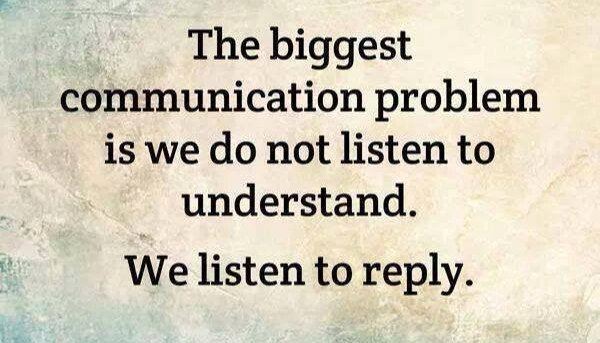 The biggest
communication problem
is we do not listen to
understand.
We listen to reply.